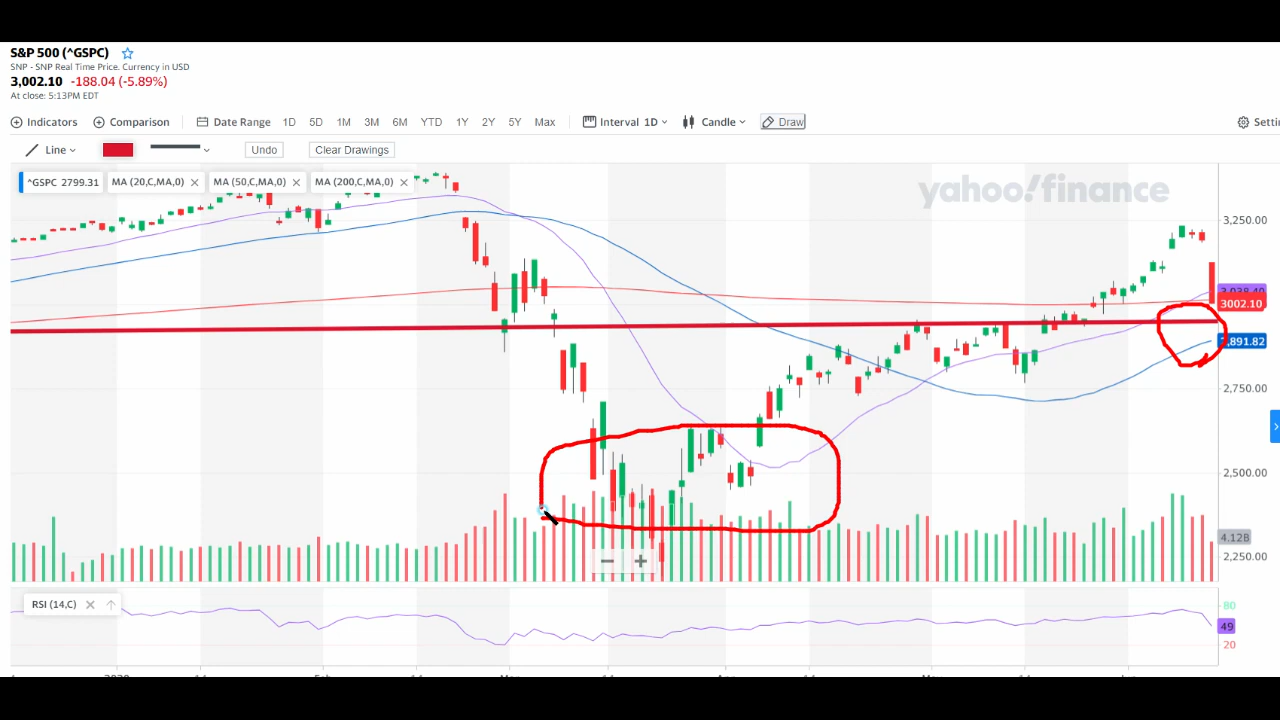 S&P 500 (^GSPC)
SNP - SNP Real Time Price. Currency in USD
3,002.10 -188.04 (-5.89%)
At close: 5:13PM EDT
Indicators Comparison Date Range 1D 5D 1M 3M 6M YTD 1Y 2Y 5Y Max Interval 1D Candle Draw Setti
Line Undo Clear Drawings
^GSPC 2799.31 MA (20,C,MA,0) MA (50,C,MA,0) MA (200,C,MA,0)
yahoo!finance
3,250.00
3002.10
2,750.00
2,500.00
4.128
2,250.00
RSI (14,C)
80
49
20